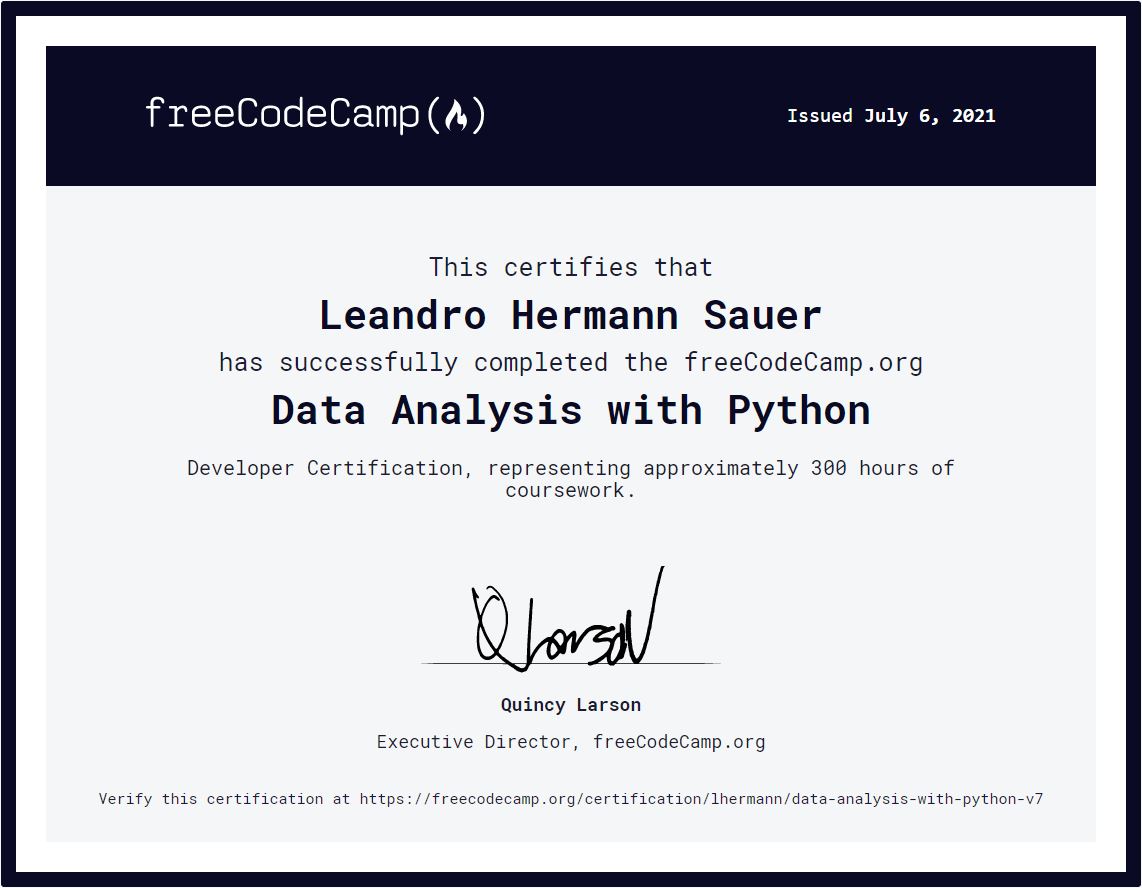 freeCodeCamp(🔥)
Issued July 6, 2021
This certifies that
Leandro Hermann Sauer
has successfully completed the freeCodeCamp.org
Data Analysis with Python
Developer Certification, representing approximately 300 hours of
coursework.
Q Larson
Quincy Larson
Executive Director, freeCodeCamp.org
Verify this certification at https://freecodecamp.org/certification/lhermann/data-analysis-with-python-v7